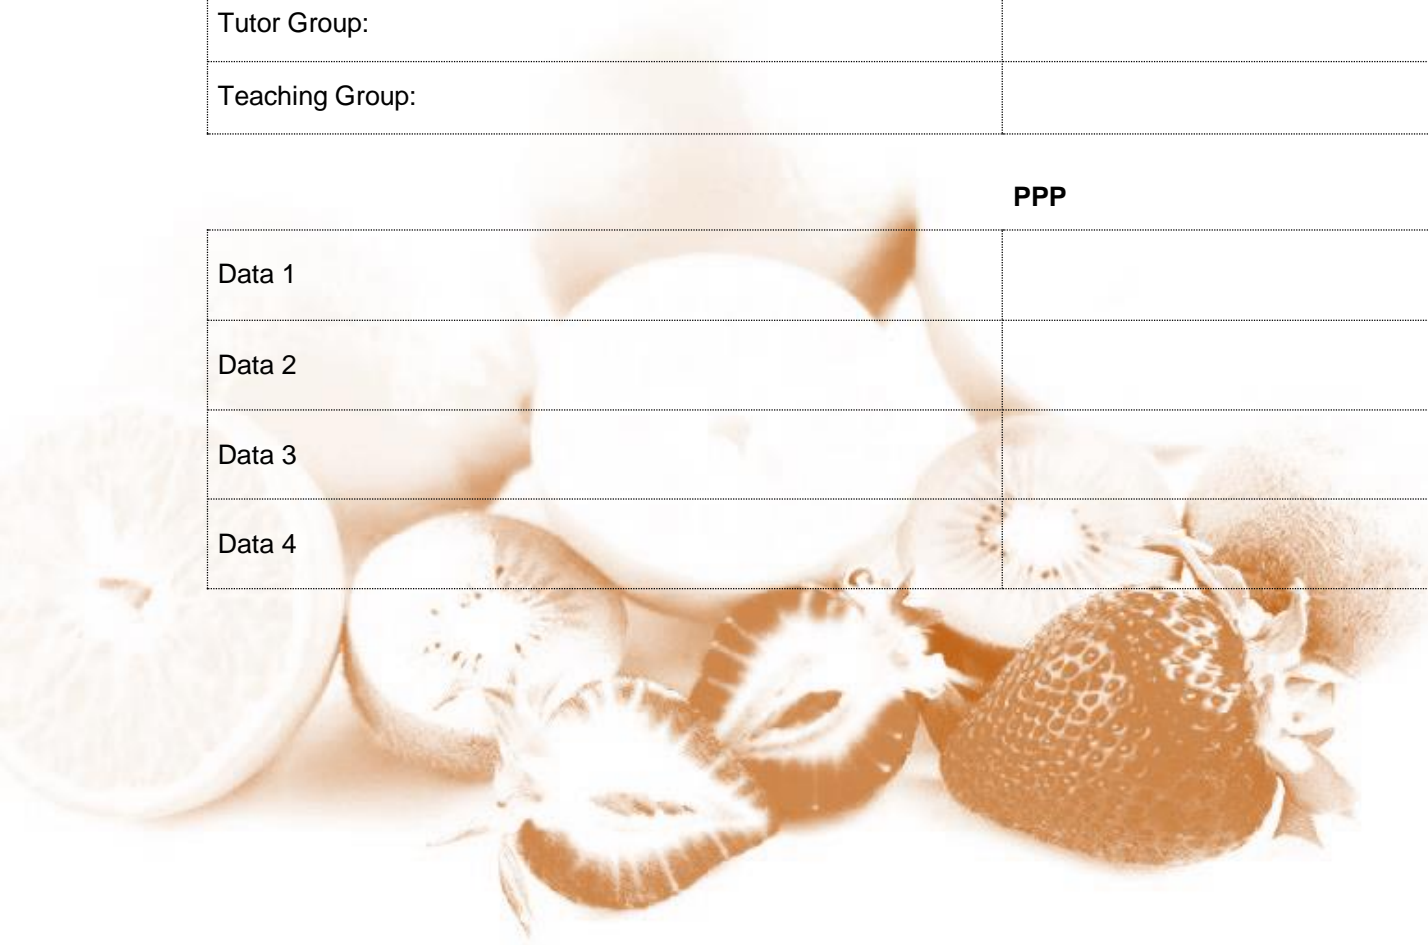 Tutor Group:
Teaching Group:
PPP
Data 1
Data 2
Data 3
Data 4